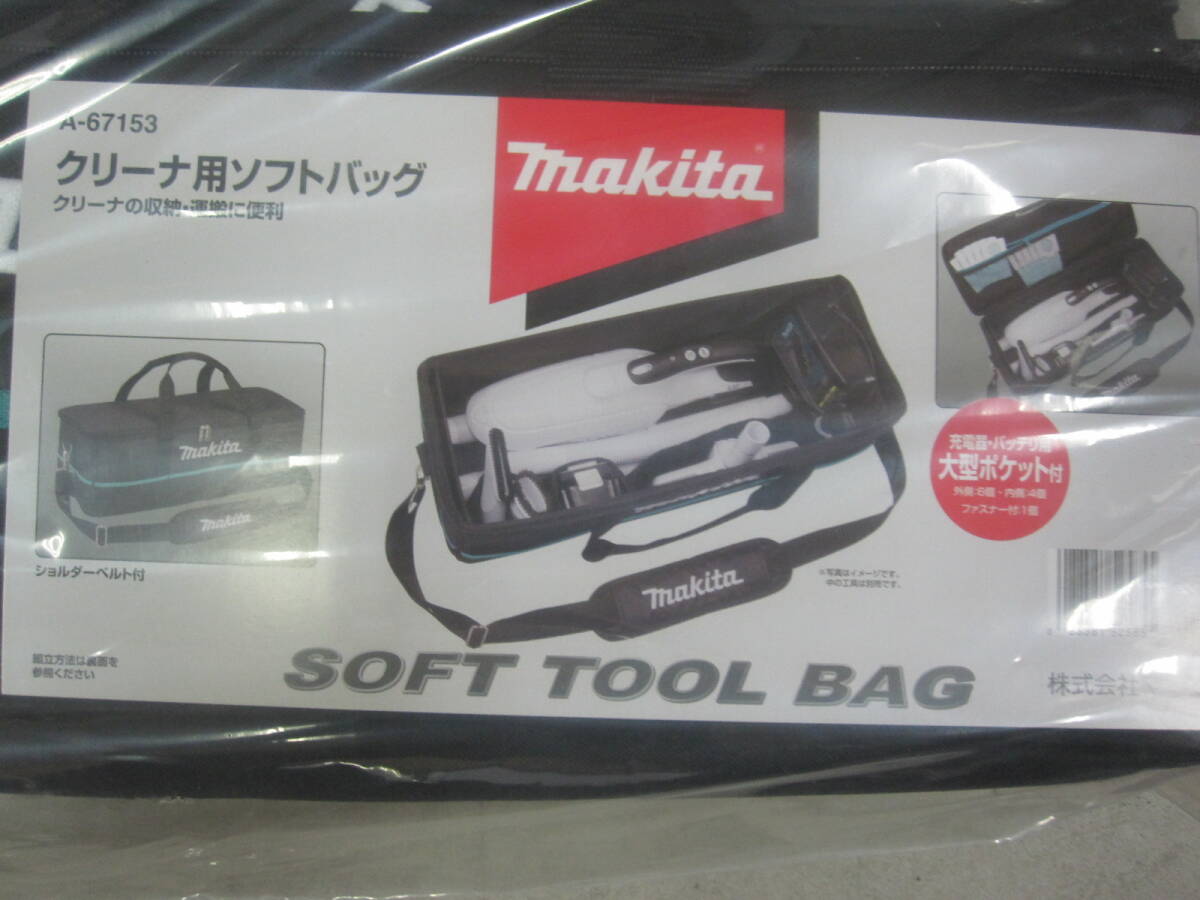 A-67153
クリーナ用ソフトバッグ
クリーナの収納・運搬に便利
makita
makita
makita
ショルダーベルト付
makita
makita
充電器・バッテリ用
大型ポケット付
外側:6個・内側:4個
ファスナー付:1個
※写真はイメージです。
中の工具は別売です。
組立方法は裏面を
参照ください
SOFT TOOL BAG
株式会社